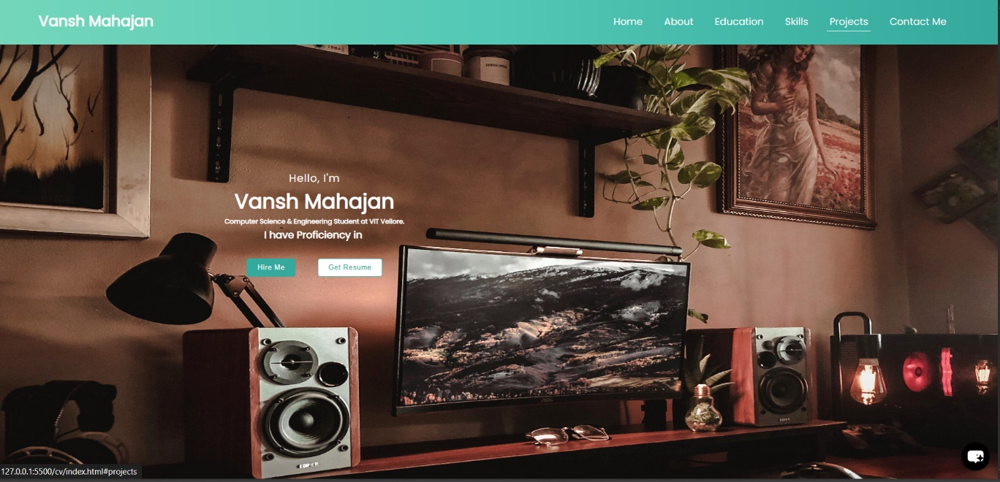 Vansh Mahajan
Home About Education Skills Projects Contact Me
Hello, I'm
Vansh Mahajan
Computer Science & Engineering Student at VIT Vellore.
I have Proficiency in
Hire Me Get Resume
EDIFIER
127.0.0.1:5500/cv/index.html#projects